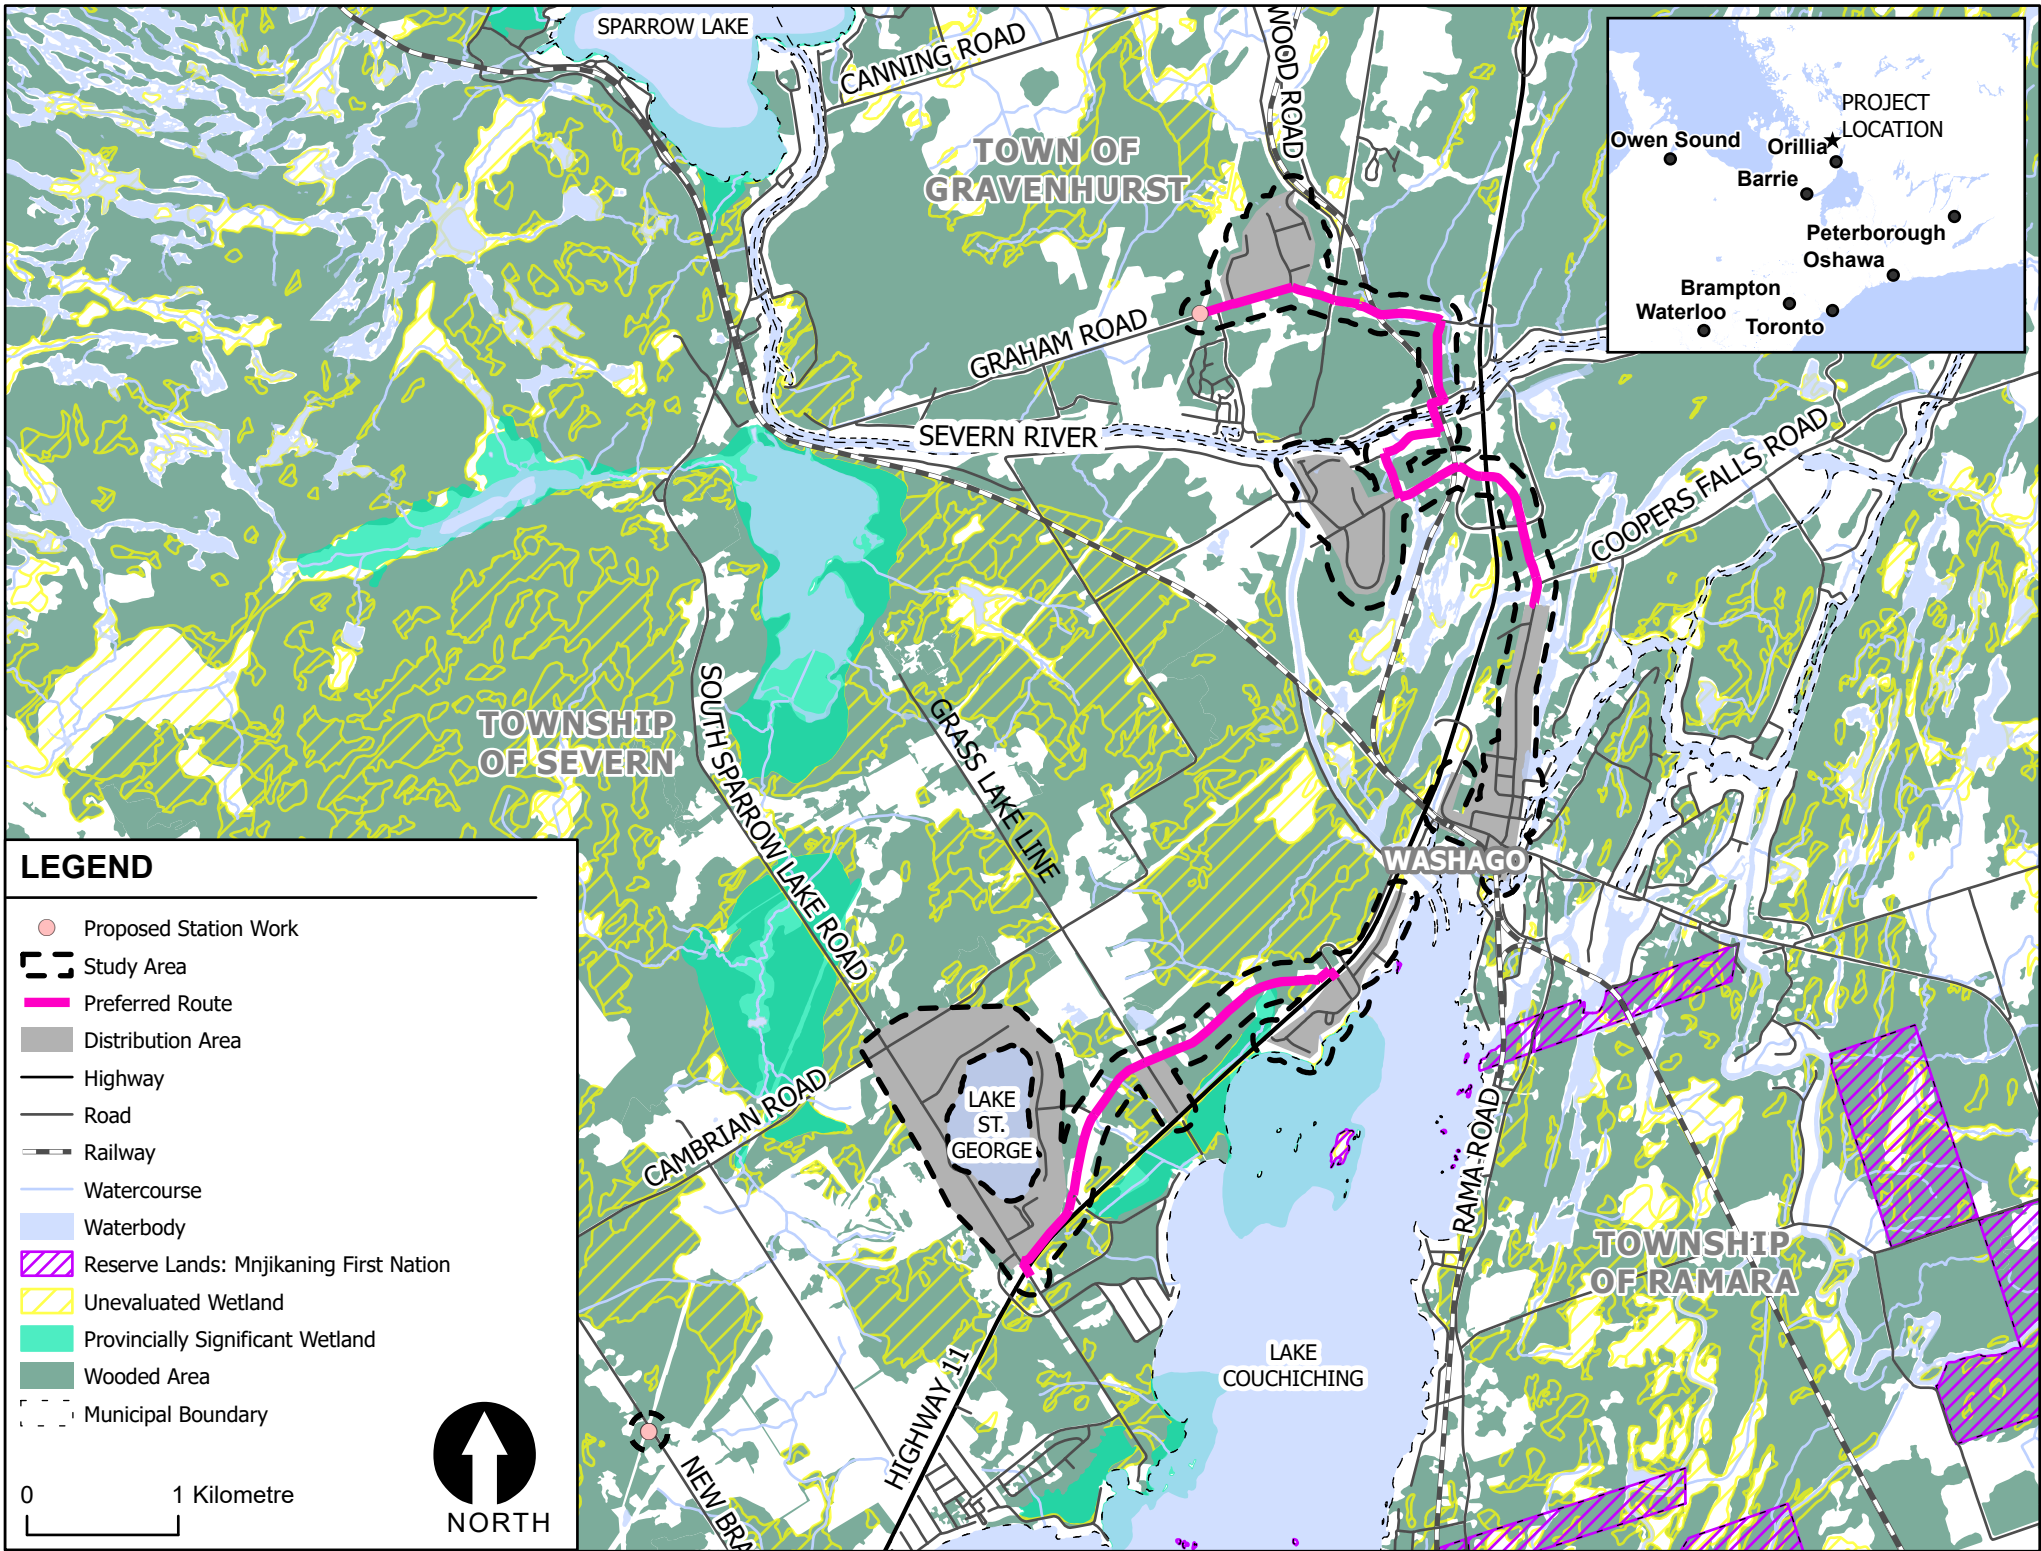 SPARROW LAKE
CANNING ROAD
WOOD ROAD
TOWN OF
GRAVENHURST
PROJECT
LOCATION
Owen Sound
Orillia
Barrie
Peterborough
Oshawa
Brampton
Waterloo
Toronto
GRAHAM ROAD
SEVERN RIVER
COOPERS FALLS ROAD
TOWNSHIP
OF SEVERN
SOUTH SPARROW LAKE ROAD
GRASS LAKE LINE
WASHAGO
LAKE
ST.
GEORGE
CAMBRIAN ROAD
RAMA ROAD
TOWNSHIP
OF RAMARA
LAKE
COUCHICHING
HIGHWAY 11
NEW BRA
LEGEND
Proposed Station Work
Study Area
Preferred Route
Distribution Area
Highway
Road
Railway
Watercourse
Waterbody
Reserve Lands: Mnjikaning First Nation
Unevaluated Wetland
Provincially Significant Wetland
Wooded Area
Municipal Boundary
0 1 Kilometre
NORTH